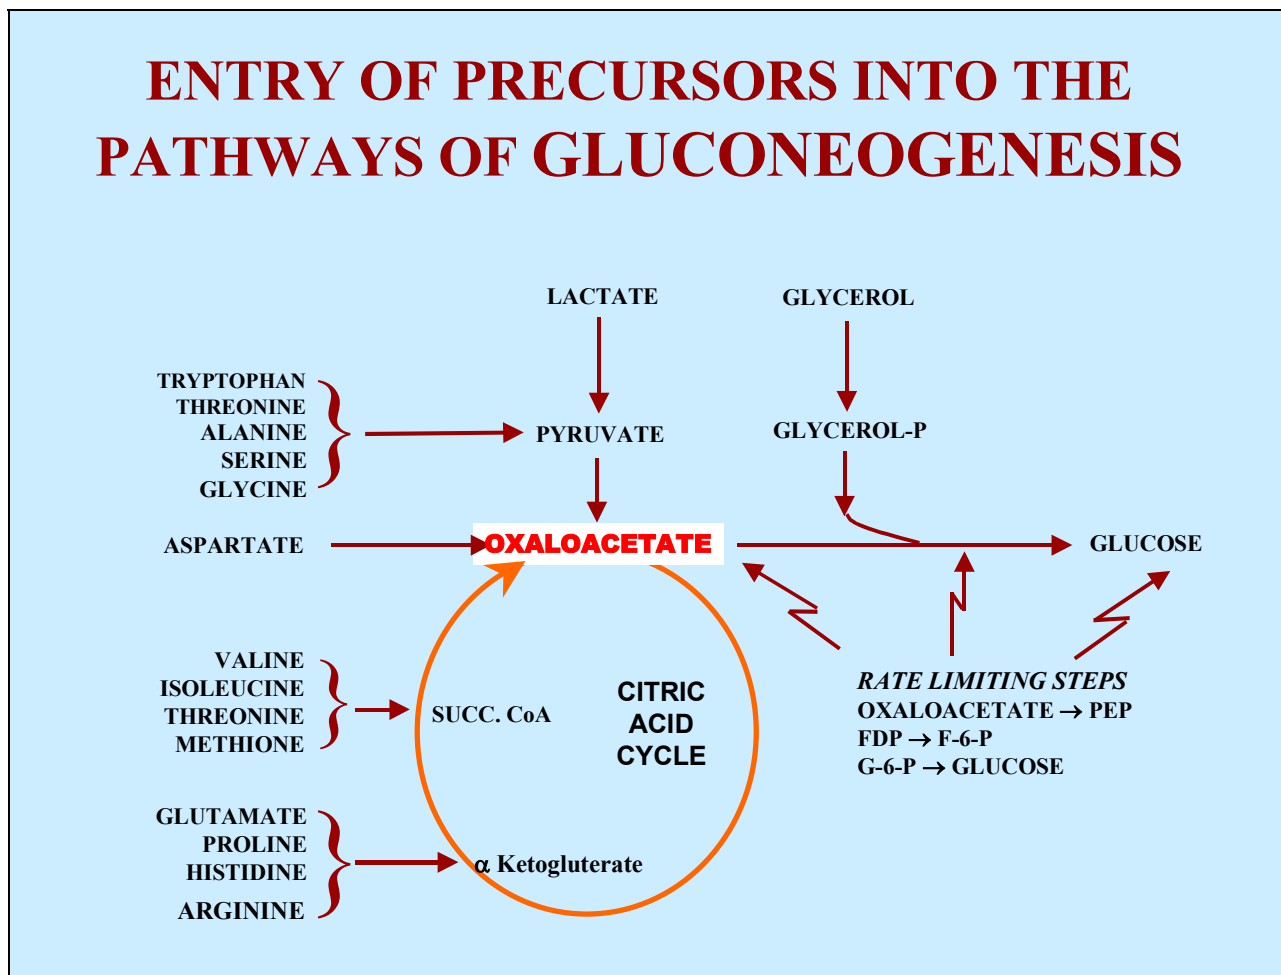 ENTRY OF PRECURSORS INTO THE
PATHWAYS OF GLUCONEOGENESIS
LACTATE
GLYCEROL
TRYPTOPHAN
THREONINE
ALANINE
SERINE
GLYCINE
PYRUVATE
GLYCEROL-P
ASPARTATE
OXALOACETATE
GLUCOSE
VALINE
ISOLEUCINE
THREONINE
METHIONE
SUCC. CoA
CITRIC
ACID
CYCLE
RATE LIMITING STEPS
OXALOACETATE → PEP
FDP → F-6-P
G-6-P → GLUCOSE
GLUTAMATE
PROLINE
HISTIDINE
ARGININE
α Ketogluterate